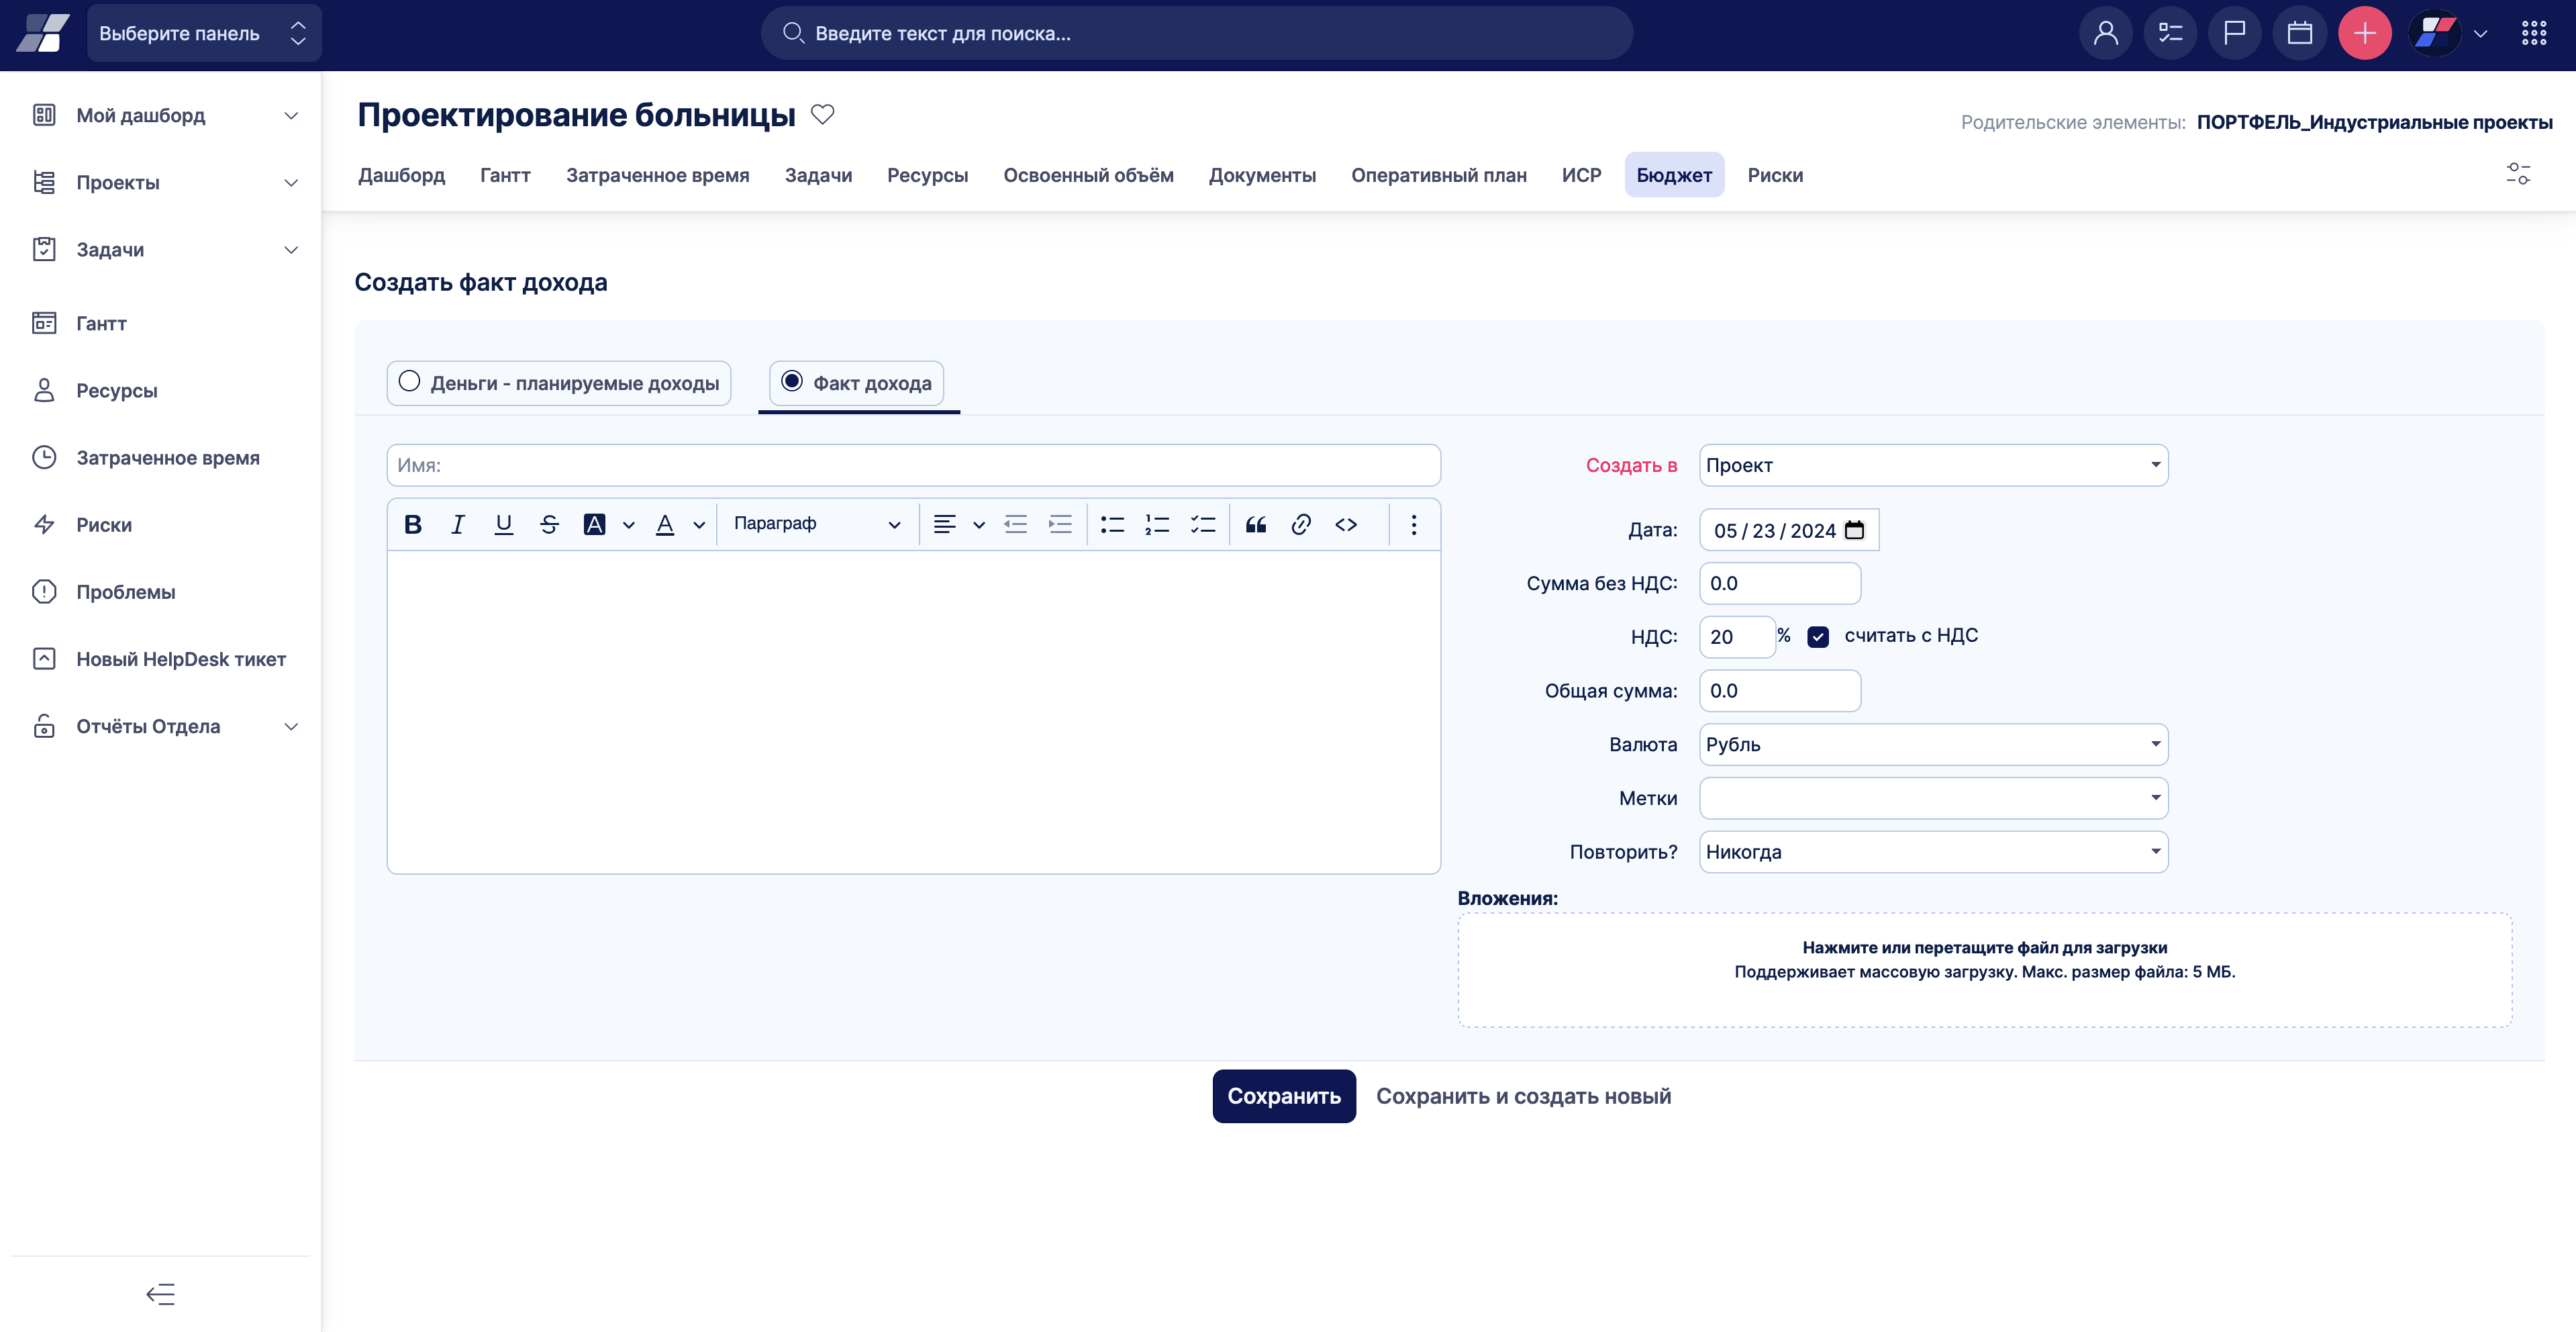 Выберите панель
Введите текст для поиска...
Мой дашборд
Проекты
Задачи
Гантт
Ресурсы
Затраченное время
Риски
Проблемы
Новый HelpDesk тикет
Отчёты Отдела
Проектирование больницы
Родительские элементы: ПОРТФЕЛЬ_Индустриальные проекты
Дашборд Гантт Затраченное время Задачи Ресурсы Освоенный объём Документы Оперативный план ИСР Бюджет Риски
Создать факт дохода
Деньги - планируемые доходы Факт дохода
Имя:
B I U S A A Параграф
Создать в Проект
Дата: 05 / 23 / 2024
Сумма без НДС: 0.0
НДС: 20 % считать с НДС
Общая сумма: 0.0
Валюта Рубль
Метки
Повторить? Никогда
Вложения:
Нажмите или перетащите файл для загрузки
Поддерживает массовую загрузку. Макс. размер файла: 5 МБ.
Сохранить Сохранить и создать новый